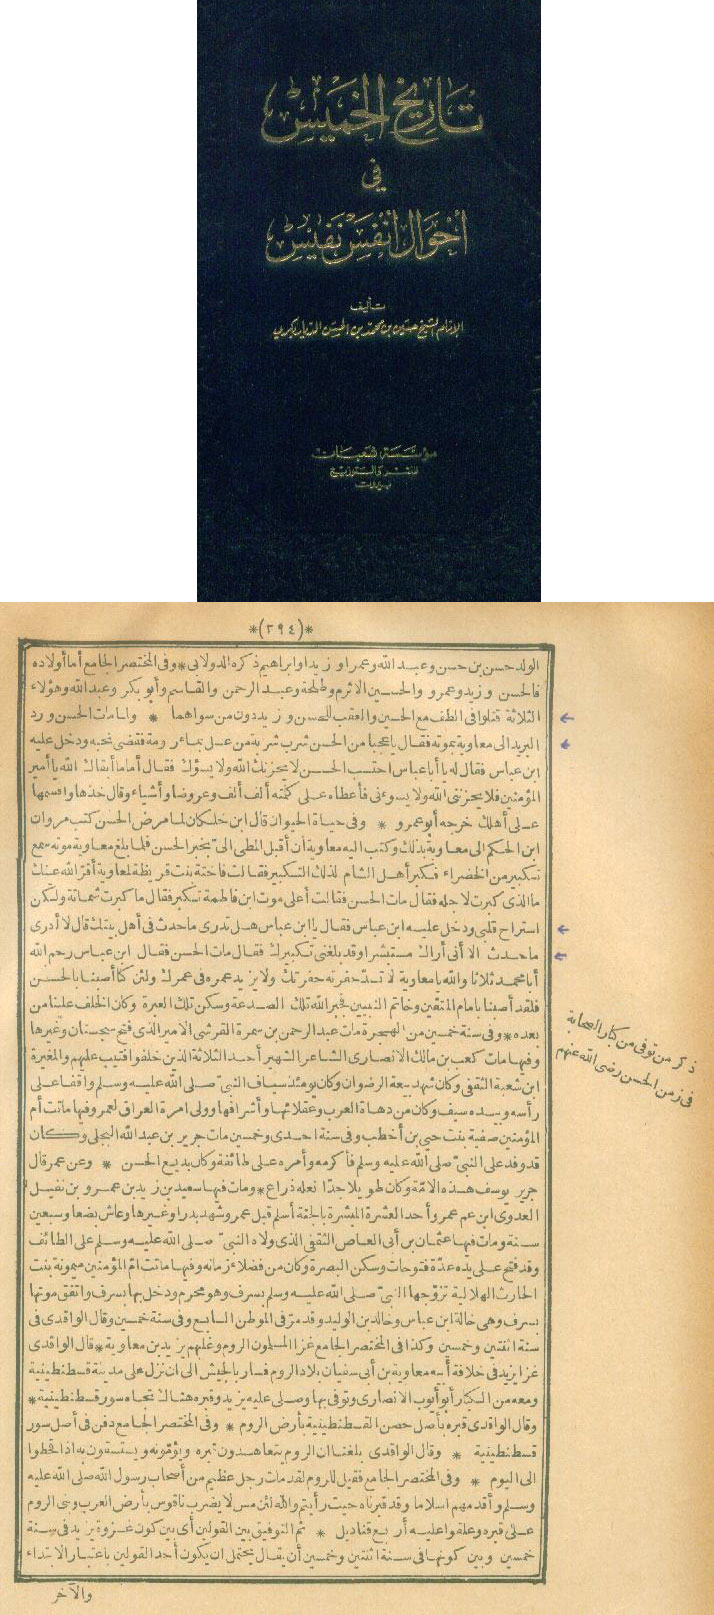 تاريخ الخميس
في
أحوال أنفس نفيس
تأليف
الإمام الشيخ حسين بن محمد بن الحسن الدياربكري
مؤسسة شعبان
للنشر والتوزيع
بيروت
*(٢٩٤)*
الولد حسن بن حسن وعبد الله وعمراو زيدا وابراهيم ذكره الدولابى * وفى المختصر الجامع أما أولاده
فالحسن وزيد وعمرو والحسين الاثرم وطلحة وعبد الرحمن والقاسم وأبو بكر وعبد الله وهؤلاء
الثلاثة قتلوا فى الطف مع الحسين والعقب للحسن وزيد دون من سواهما * ولما مات الحسن ورد
البريد الى معاوية بموته فقال ياعجبا من الحسن شرب شربة من عسل بماء رومة فقضى نحبه ودخل عليه
ابن عباس فقال له يا أبا عباس احتسب الحسن لا يحزنك الله ولا يسؤك فقال أما ما أبقاك الله يا أمير
المؤمنين فلا يحزننى الله ولا يسوءنى فأعطاه على كلمته ألف ألف وعروضا وأشياء وقال خذها واقسمها
على أهلك خرجه أبو عمرو * وفى حياة الحيوان قال ابن خلكان لما مرض الحسن كتب مروان
ابن الحكم الى معاوية بذلك وكتب اليه معاوية أن أقبل المطى الىّ بخبر الحسن فلما بلغ معاوية موته سمع
تكبير من الخضراء فكبر أهل الشام لذلك التكبير فقالت فاختة بنت قريظة لمعاوية أقرّ الله عينك
ما الذى كبرت لاجله فقال مات الحسن فقالت أعلى موت ابن فاطمة تكبر فقال ما كبرت شماتة ولكن
استراح قلبى ودخل عليه ابن عباس فقال يا ابن عباس هل تدرى ما حدث فى أهل بيتك قال لا أدرى
ما حدث الا أنى أراك مستبشرا وقد بلغنى تكبيرك فقال مات الحسن فقال ابن عباس رحم الله
أبا محمد ثلاثا والله يا معاوية لا تسدّ حفرته حفرتك ولا يزيد عمره فى عمرك ولئن كنا أصبنا بالحسن
فلقد أصبنا بامام المتقين وخاتم النبيين فجبر الله تلك الصدعة وسكن تلك العبرة وكان الخلف علينا من
بعده * وفى سنة خمسين من الهجرة مات عبد الرحمن بن سمرة القرشى الامير الذى فتح سجستان وغيرها
وفيها مات كعب بن مالك الانصارى الشاعر الشهير أحد الثلاثة الذين خلفوا فتيب عليهم والمغيرة
ابن شعبة الثقفى وكان شهد بيعة الرضوان وكان يومئذ سياف النبىّ صلى الله عليه وسلم واقفا على
رأسه وبيده سيف وكان من دهاة العرب وعقلائها وأشرافها وولى امرة العراق لعمر وفيها ماتت أم
المؤمنين صفية بنت حيى بن أخطب وفى سنة احدى وخمسين مات جرير بن عبد الله البجلى وكان
قد وفد على النبىّ صلى الله عليه وسلم فأكرمه وأمره على طائفة وكان بديع الحسن * وعن عمر قال
جرير يوسف هذه الامّة وكان طويلا جدّا نعله ذراع * ومات فيها سعيد بن زيد بن عمرو بن نفيل
العدوى ابن عم عمر وأحد العشرة المبشرة بالجنة أسلم قبل عمر وشهد بدرا وغيرها وعاش بضعا وسبعين
سنة ومات فيها عثمان بن أبى العاص الثقفى الذى ولاه النبىّ صلى الله عليه وسلم على الطائف
وقد فتح على يده عدّة فتوحات وسكن البصرة وكان من فضلاء زمانه وفيها ماتت امّ المؤمنين ميمونة بنت
الحارث الهلالية تزوّجها النبىّ صلى الله عليه وسلم بسرف وهو محرم ودخل بها بسرف واتفق موتها
بسرف وهى خالة ابن عباس وخالد بن الوليد وقد مرّ فى الموطن السابع وفى سنة خمسين وقال الواقدى فى
سنة اثنتين وخمسين وكذا فى المختصر الجامع غزا المسلمون الروم وعليهم يزيد بن معاوية * قال الواقدى
غزا يزيد فى خلافة أبيه معاوية بن أبى سفيان بلاد الروم فسار بالجيش الى ان نزل على مدينة قسطنطينية
ومعه من الكبار أبو أيوب الانصارى وتوفى بها وصلى عليه يزيد وقبره هناك تجاه سور قسطنطينية *
وقال الواقدى قبره بأصل حصن القسطنطينية بأرض الروم * وفى المختصر الجامع دفن فى أصل سور
قسطنطينية * وقال الواقدى بلغنا ان الروم يتعاهدون قبره ويؤمّونه ويستسقون به اذا قحطوا
الى اليوم * وفى المختصر الجامع فقيل للروم لقد مات رجل عظيم من أصحاب رسول الله صلى الله عليه
وسلم وأقدمهم اسلاما وقد قبرناه حيث رأيتم والله لئن مس لا يضرب ناقوس بأرض العرب وبنى الروم
على قبره وعلقوا عليه أربع قناديل * ثم التوفيق بين القولين أى بين كون غزوة يزيد فى سنة
خمسين وبين كونها فى سنة اثنتين وخمسين أن يقال يحتمل ان يكون أحد القولين باعتبار الابتداء
والآخر
ذكر من توفى من كبار الصحابة
فى زمن الحسن رضى الله عنهم